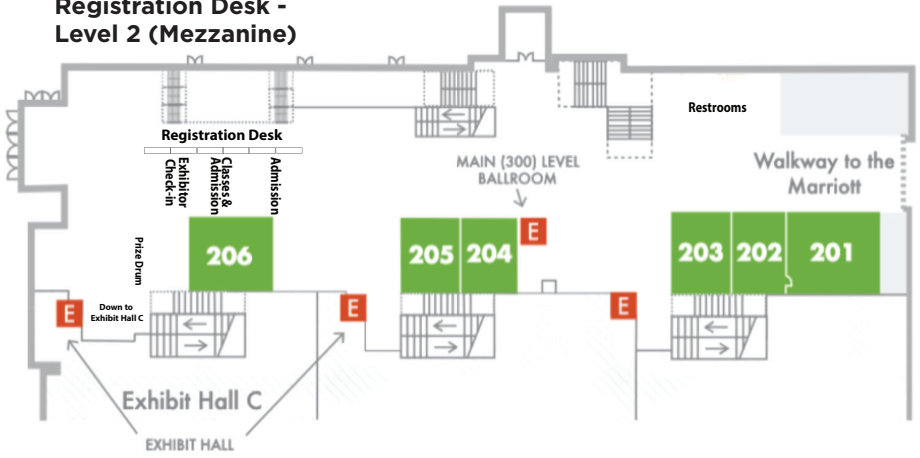 Registration Desk -
Level 2 (Mezzanine)
Restrooms
Registration Desk
MAIN (300) LEVEL
BALLROOM
Walkway to the
Marriott
Exhibitor
Check-in
Classes &
Admission
Admission
Prize Drum
206
205
204
203
202
201
E
E
E
E
Down to
Exhibit Hall C
Exhibit Hall C
EXHIBIT HALL